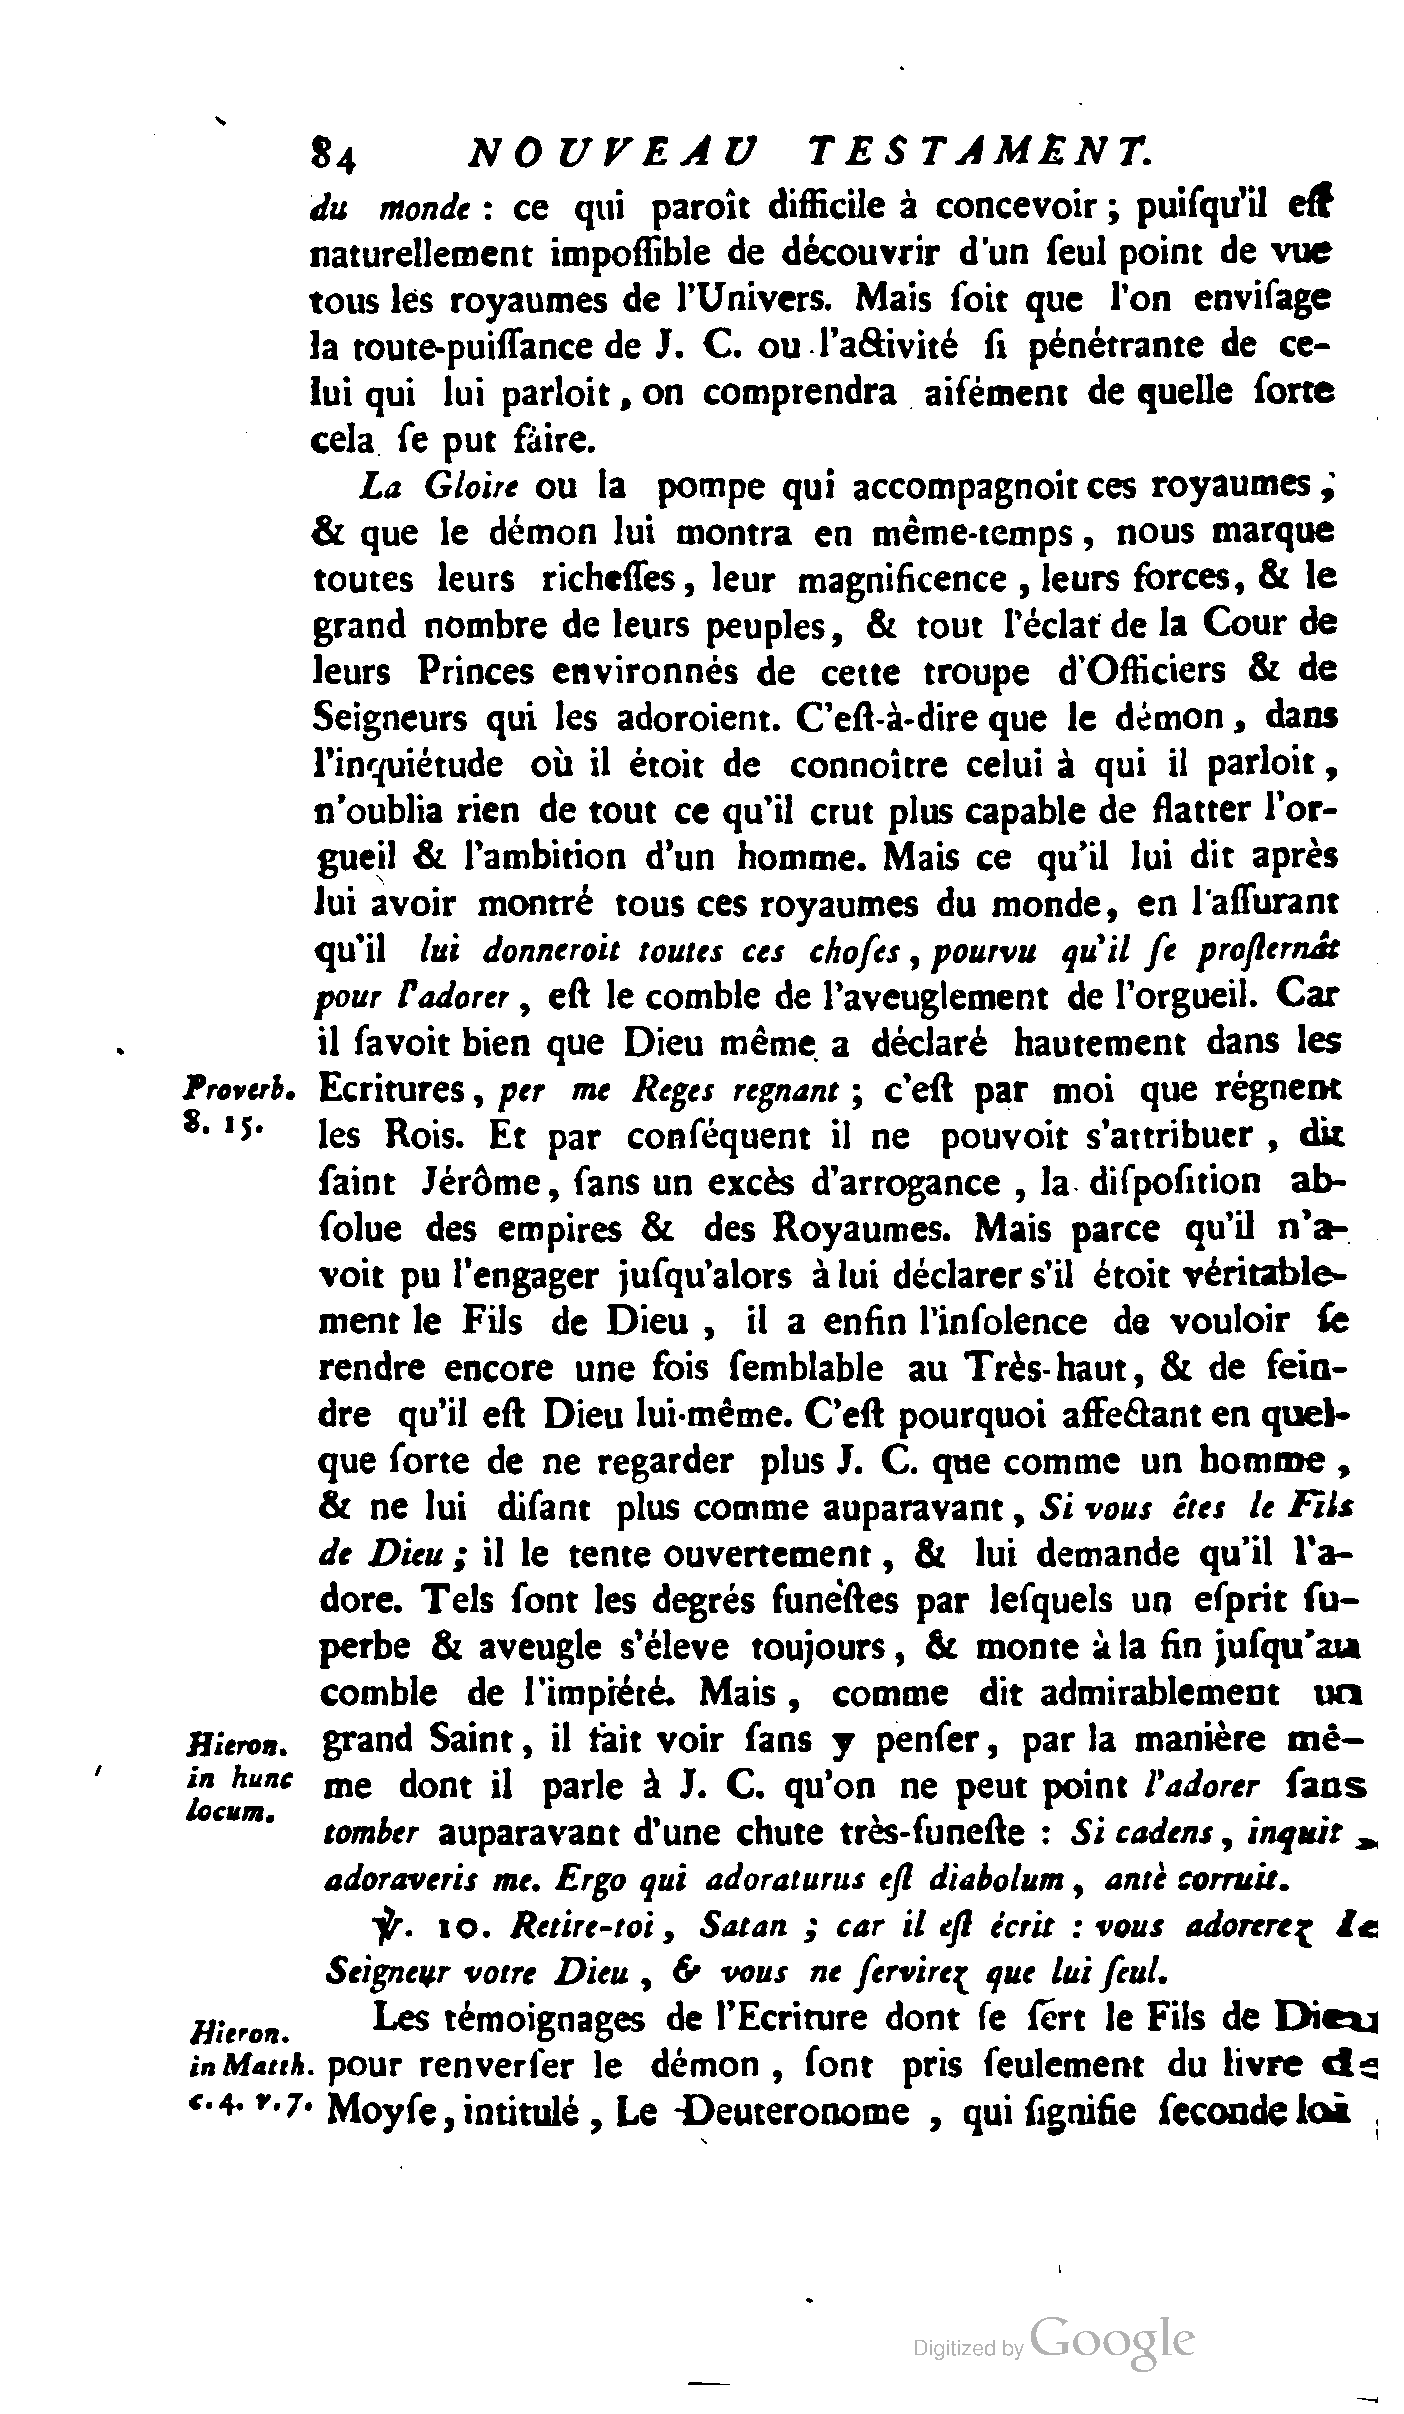 84 NOUVEAU TESTAMENT.
du monde : ce qui paroît difficile à concevoir ; puiſqu'il eſt
naturellement impoſſible de découvrir d'un ſeul point de vue
tous les royaumes de l'Univers. Mais ſoit que l'on enviſage
la toute-puiſſance de J. C. ou l'activité ſi pénétrante de ce-
lui qui lui parloit, on comprendra aiſément de quelle ſorte
cela ſe put faire.
La Gloire ou la pompe qui accompagnoit ces royaumes ;
& que le démon lui montra en même-temps, nous marque
toutes leurs richeſſes, leur magnificence, leurs forces, & le
grand nombre de leurs peuples, & tout l'éclat de la Cour de
leurs Princes environnés de cette troupe d'Officiers & de
Seigneurs qui les adoroient. C'eſt-à-dire que le démon, dans
l'inquiétude où il étoit de connoître celui à qui il parloit,
n'oublia rien de tout ce qu'il crut plus capable de flatter l'or-
gueil & l'ambition d'un homme. Mais ce qu'il lui dit après
lui avoir montré tous ces royaumes du monde, en l'aſſurant
qu'il lui donneroit toutes ces choſes, pourvu qu'il ſe proſternât
pour l'adorer, eſt le comble de l'aveuglement de l'orgueil. Car
il ſavoit bien que Dieu même a déclaré hautement dans les
Proverb. Ecritures, per me Reges regnant ; c'eſt par moi que régnent
8. 15. les Rois. Et par conſéquent il ne pouvoit s'attribuer, dit
ſaint Jérôme, ſans un excès d'arrogance, la diſpoſition ab-
ſolue des empires & des Royaumes. Mais parce qu'il n'a-
voit pu l'engager juſqu'alors à lui déclarer s'il étoit véritable-
ment le Fils de Dieu, il a enfin l'inſolence de vouloir ſe
rendre encore une fois ſemblable au Très-haut, & de fein-
dre qu'il eſt Dieu lui-même. C'eſt pourquoi affectant en quel-
que ſorte de ne regarder plus J. C. que comme un homme,
& ne lui diſant plus comme auparavant, Si vous êtes le Fils
de Dieu ; il le tente ouvertement, & lui demande qu'il l'a-
dore. Tels ſont les degrés funeſtes par leſquels un eſprit ſu-
perbe & aveugle s'éleve toujours, & monte à la fin juſqu'au
comble de l'impiété. Mais, comme dit admirablement un
Hieron. grand Saint, il fait voir ſans y penſer, par la manière mê-
in hunc me dont il parle à J. C. qu'on ne peut point l'adorer ſans
locum. tomber auparavant d'une chute très-funeſte : Si cadens, inquit,
adoraveris me. Ergo qui adoraturus eſt diabolum, antè corruit.
℣. 10. Retire-toi, Satan ; car il eſt écrit : vous adorerez le
Seigneur votre Dieu, & vous ne ſervirez que lui ſeul.
Hieron. Les témoignages de l'Ecriture dont ſe ſert le Fils de Dieu
in Matth. pour renverſer le démon, ſont pris ſeulement du livre de
c. 4. v. 7. Moyſe, intitulé, Le Deuteronome, qui ſignifie ſeconde loi
Digitized by Google